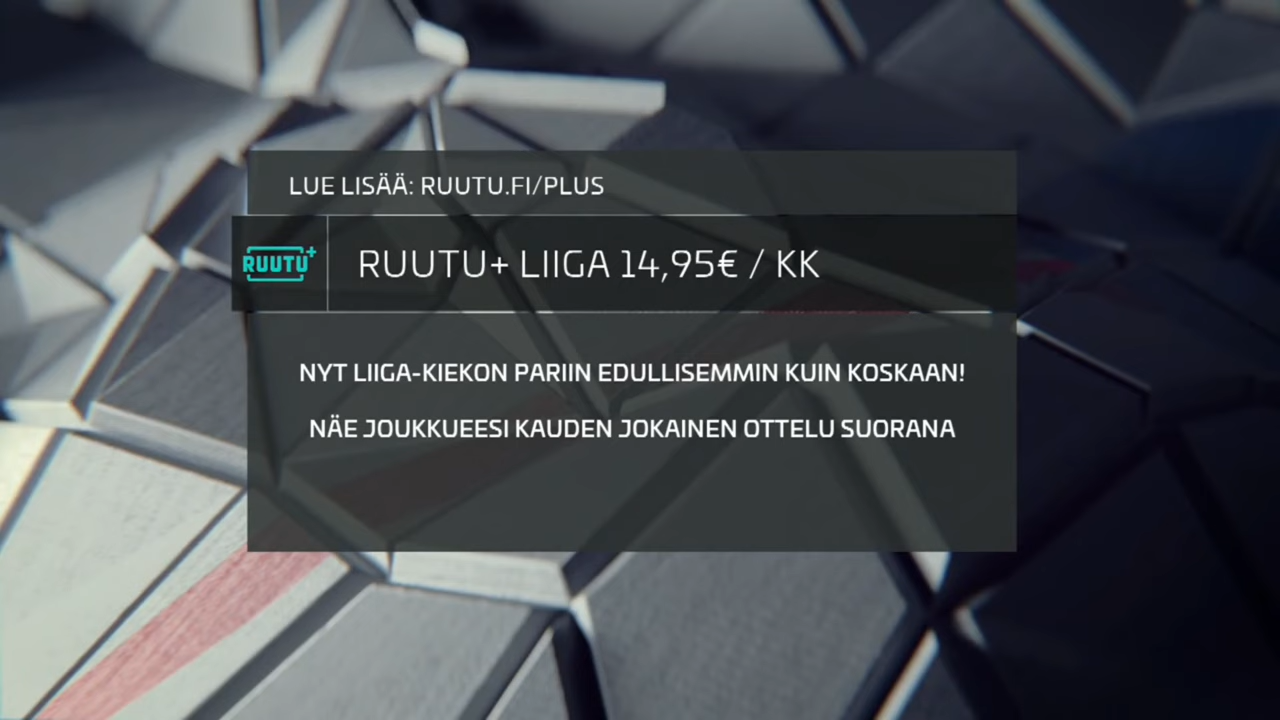 LUE LISÄÄ: RUUTU.FI/PLUS
RUUTU+
RUUTU+ LIIGA 14,95€ / KK
NYT LIIGA-KIEKON PARIIN EDULLISEMMIN KUIN KOSKAAN!
NÄE JOUKKUEESI KAUDEN JOKAINEN OTTELU SUORANA